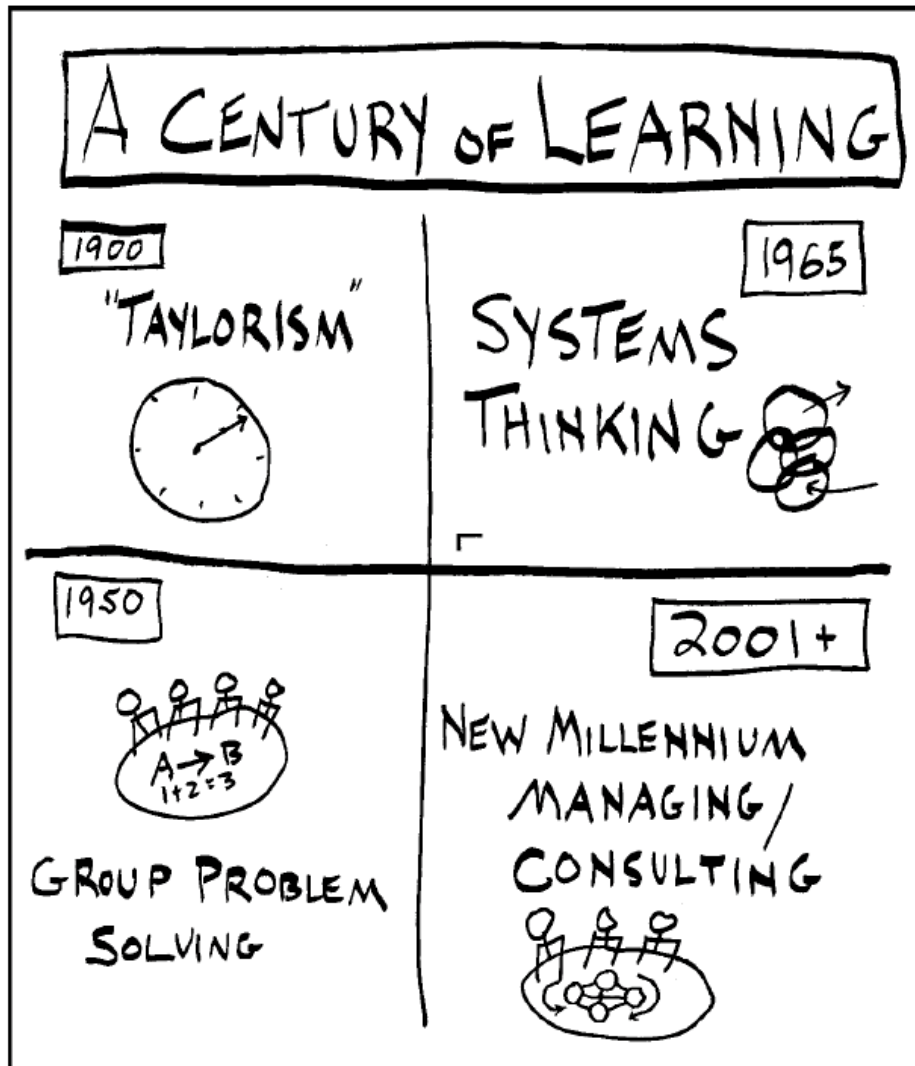 A CENTURY OF LEARNING
1900
"TAYLORISM"
1965
SYSTEMS
THINKING
1950
A → B
1+2=3
GROUP PROBLEM
SOLVING
2001+
NEW MILLENNIUM
MANAGING/
CONSULTING